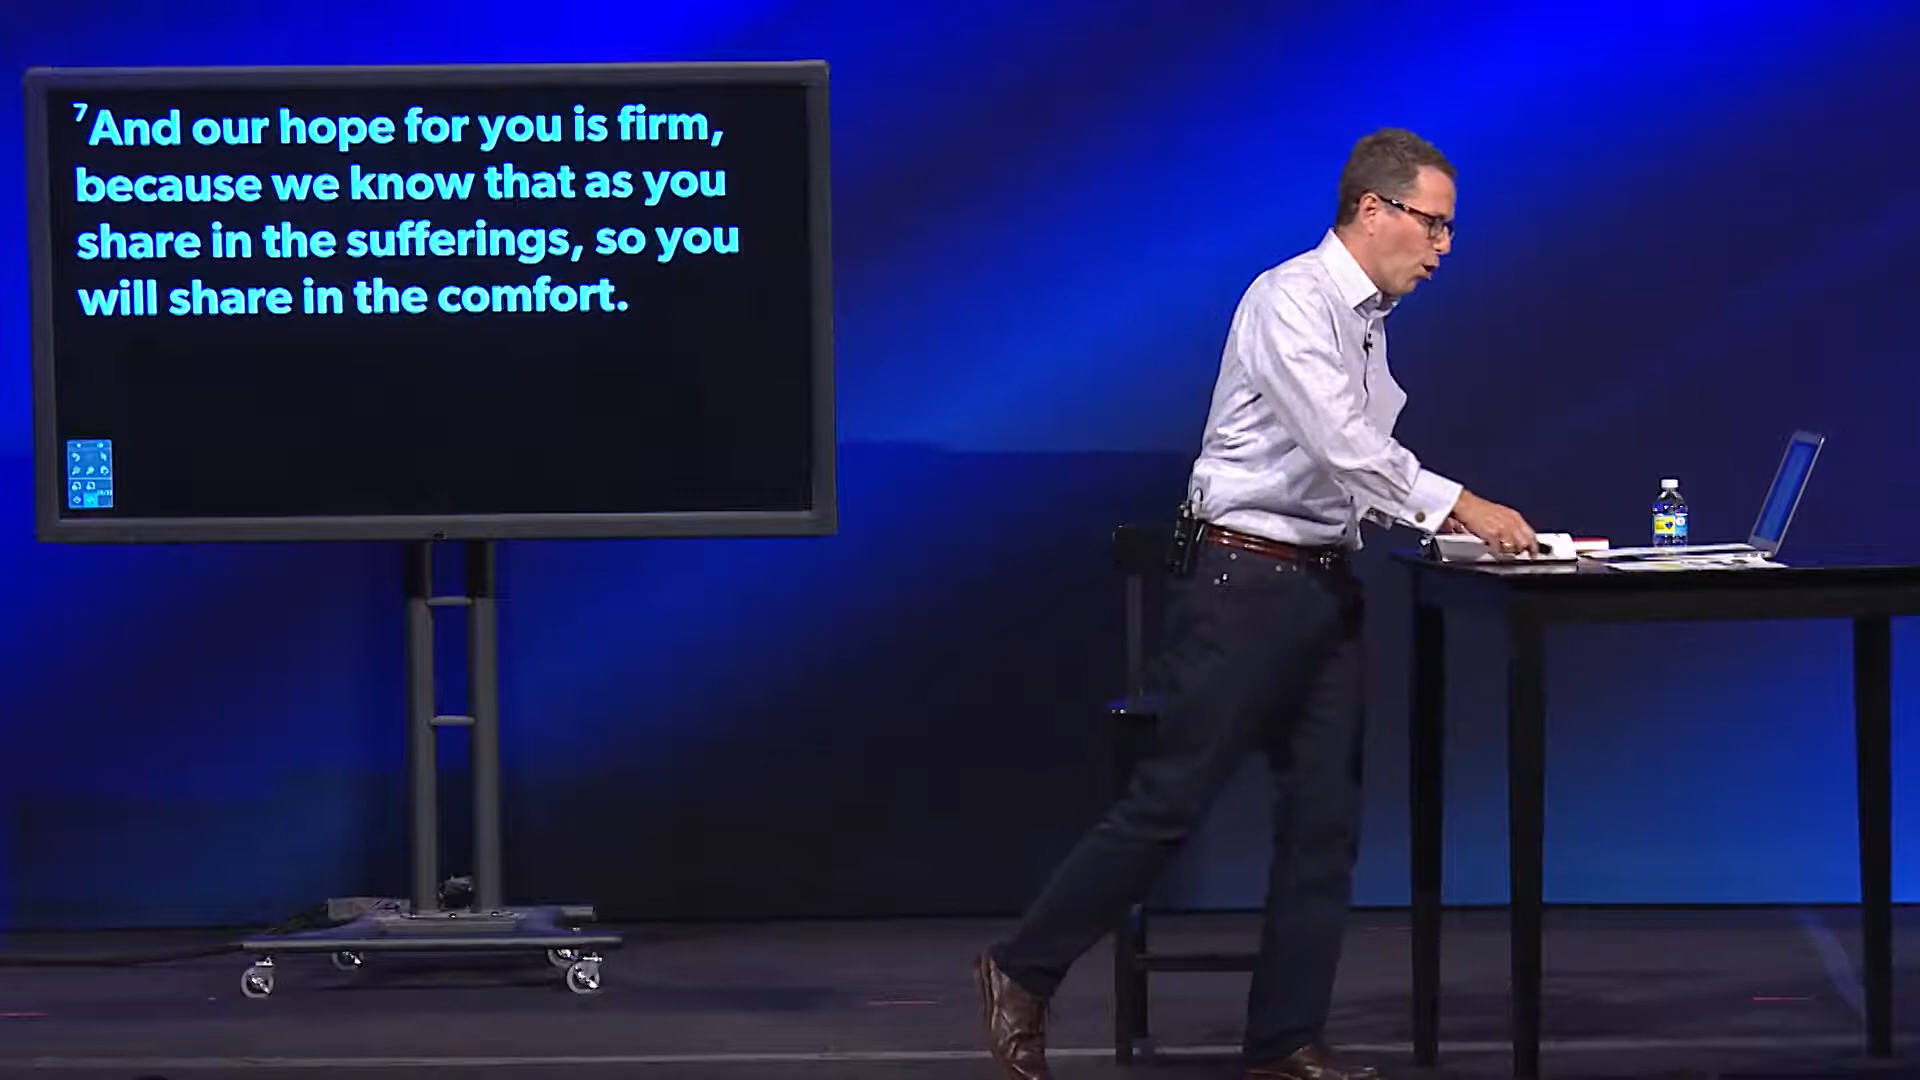 ⁷And our hope for you is firm,
because we know that as you
share in the sufferings, so you
will share in the comfort.